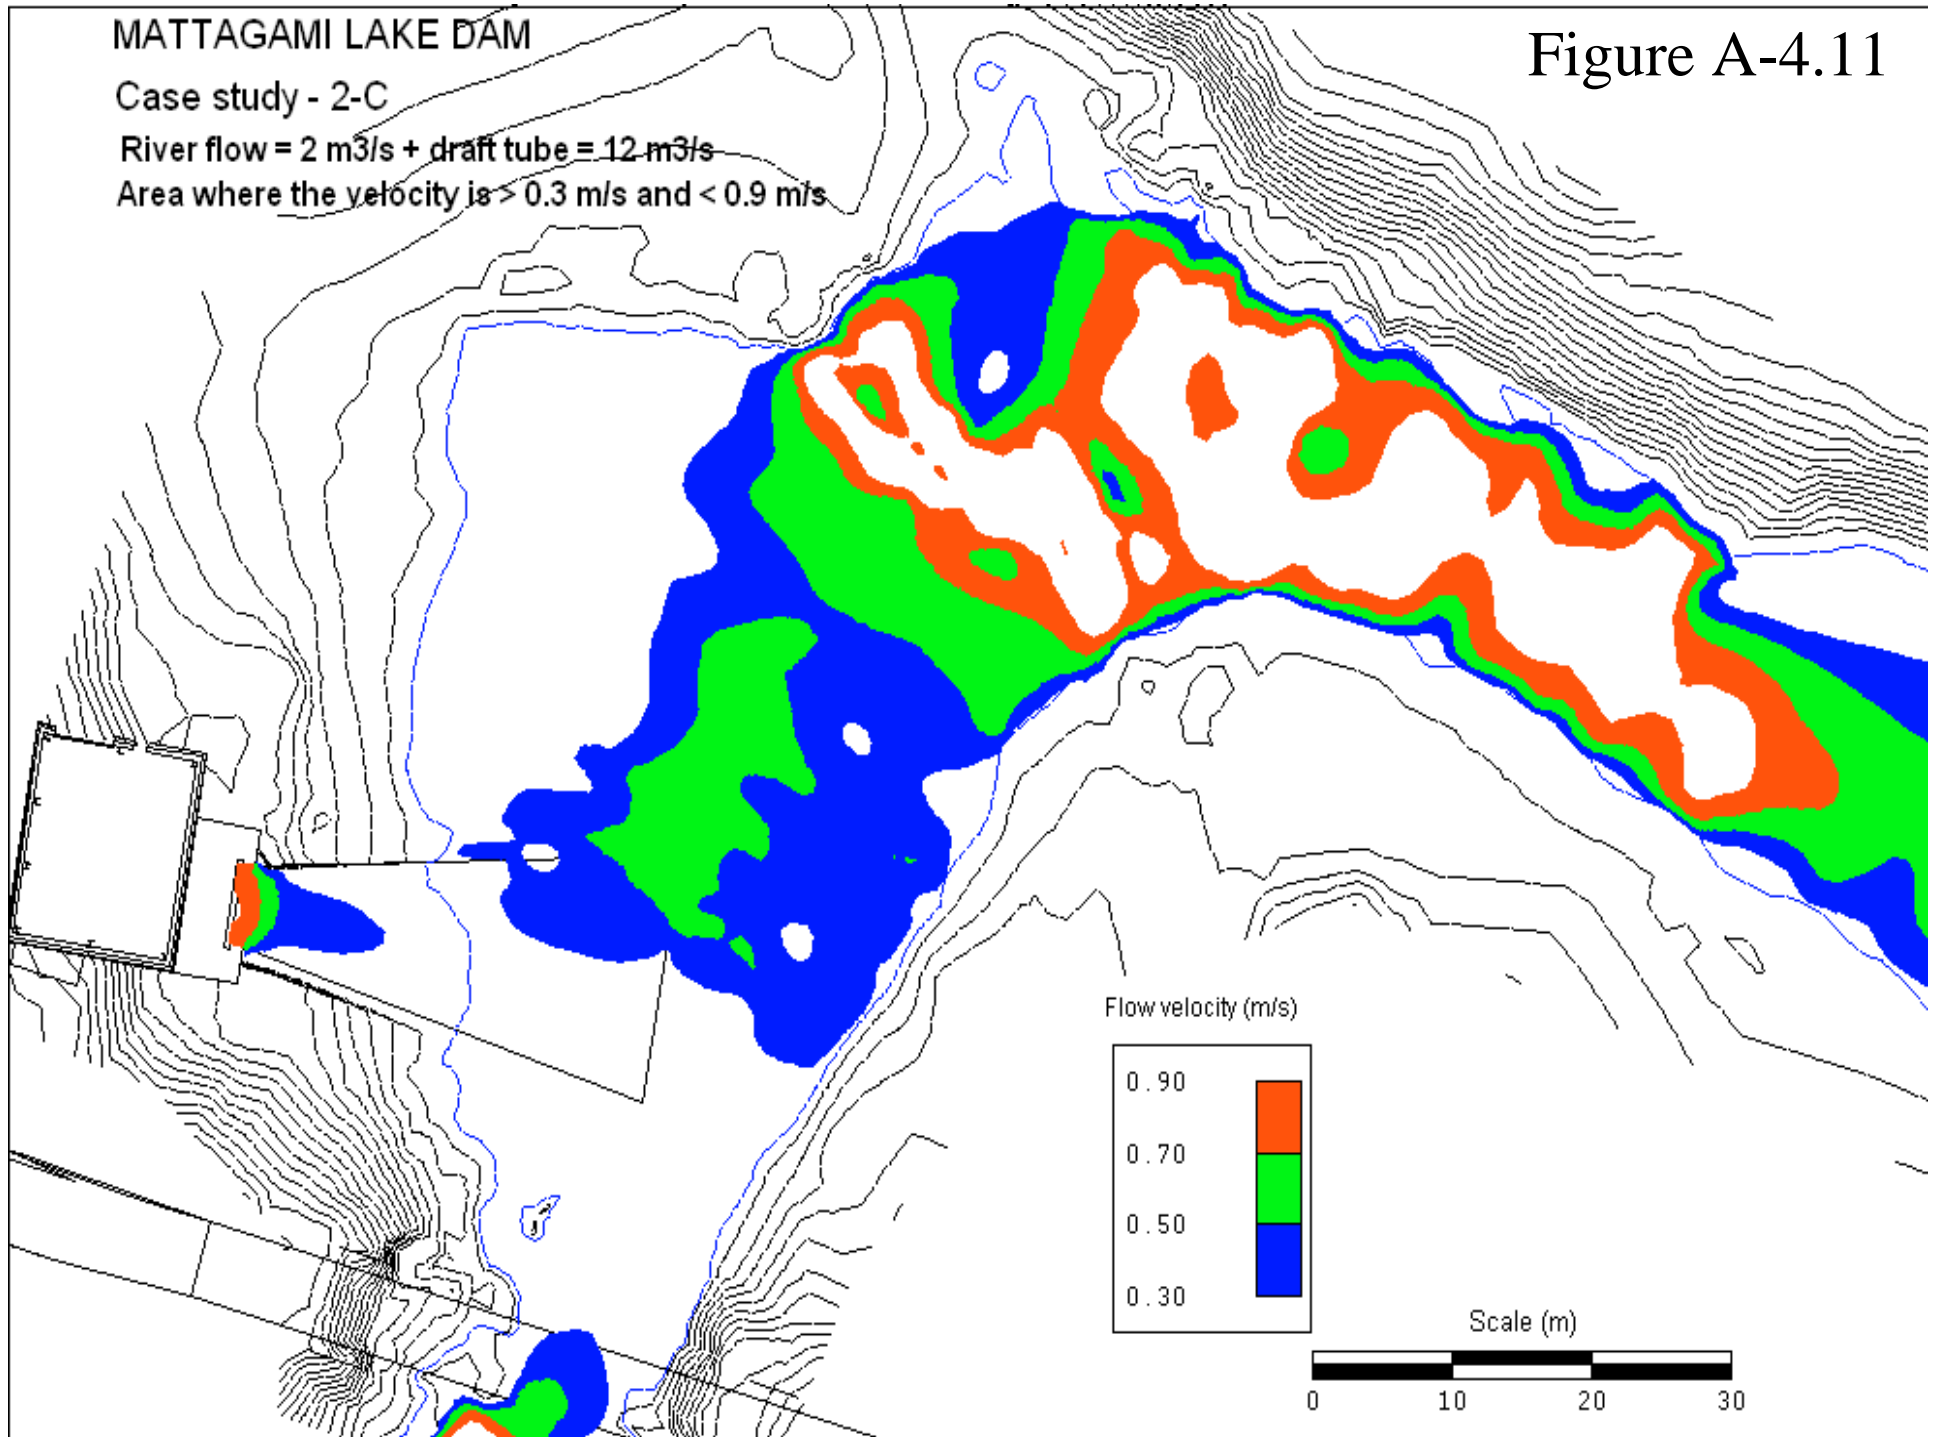 MATTAGAMI LAKE DAM
Figure A-4.11
Case study - 2-C
River flow = 2 m3/s + draft tube = 12 m3/s
Area where the velocity is > 0.3 m/s and < 0.9 m/s
Flow velocity (m/s)
0.90
0.70
0.50
0.30
Scale (m)
0 10 20 30